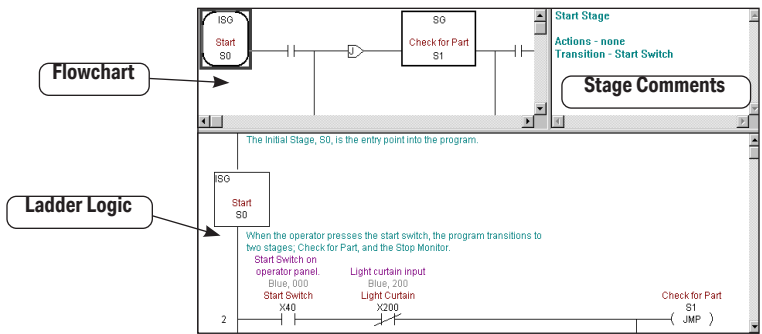 ISG
Start
S0
J
SG
Check for Part
S1
Start Stage
Actions - none
Transition - Start Switch
Flowchart
Stage Comments
The Initial Stage, S0, is the entry point into the program.
ISG
Start
S0
Ladder Logic
When the operator presses the start switch, the program transitions to
two stages; Check for Part, and the Stop Monitor.
Start Switch on
operator panel.
Blue, 000
Start Switch
X40
Light curtain input
Blue, 200
Light Curtain
X200
Check for Part
S1
( JMP )
2